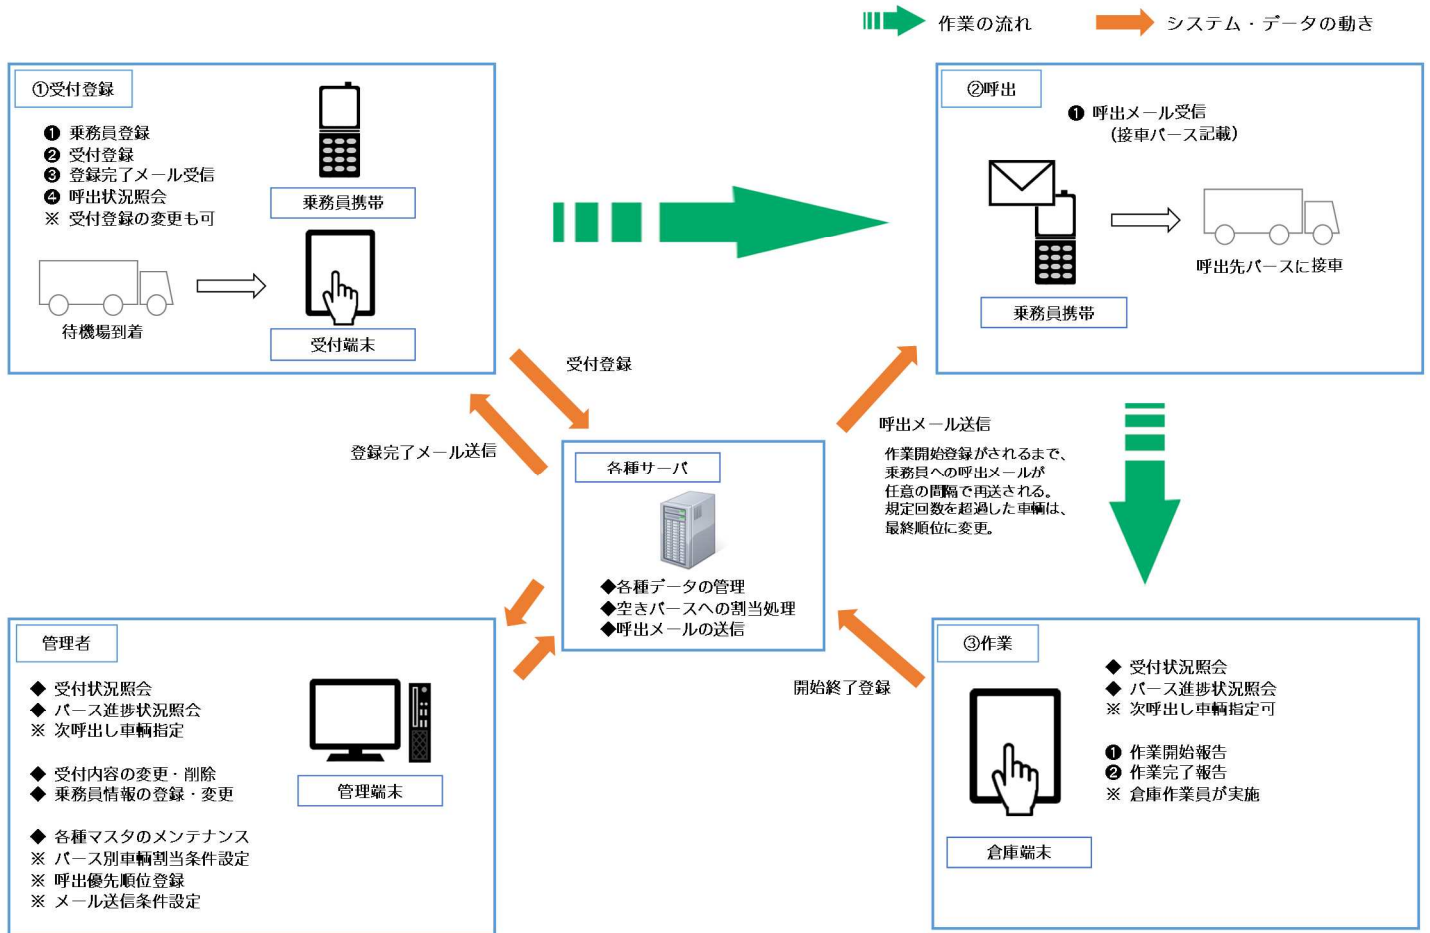 作業の流れ
システム・データの動き
①受付登録
❶ 乗務員登録
❷ 受付登録
❸ 登録完了メール受信
❹ 呼出状況照会
※ 受付登録の変更も可
乗務員携帯
待機場到着
受付端末
②呼出
❶ 呼出メール受信
(接車バース記載)
乗務員携帯
呼出先バースに接車
受付登録
登録完了メール送信
呼出メール送信
作業開始登録がされるまで、
乗務員への呼出メールが
任意の間隔で再送される。
規定回数を超過した車輌は、
最終順位に変更。
各種サーバ
◆各種データの管理
◆空きバースへの割当処理
◆呼出メールの送信
開始終了登録
管理者
◆ 受付状況照会
◆ バース進捗状況照会
※ 次呼出し車輌指定
◆ 受付内容の変更・削除
◆ 乗務員情報の登録・変更
◆ 各種マスタのメンテナンス
※ バース別車輌割当条件設定
※ 呼出優先順位登録
※ メール送信条件設定
管理端末
③作業
◆ 受付状況照会
◆ バース進捗状況照会
※ 次呼出し車輌指定可
❶ 作業開始報告
❷ 作業完了報告
※ 倉庫作業員が実施
倉庫端末